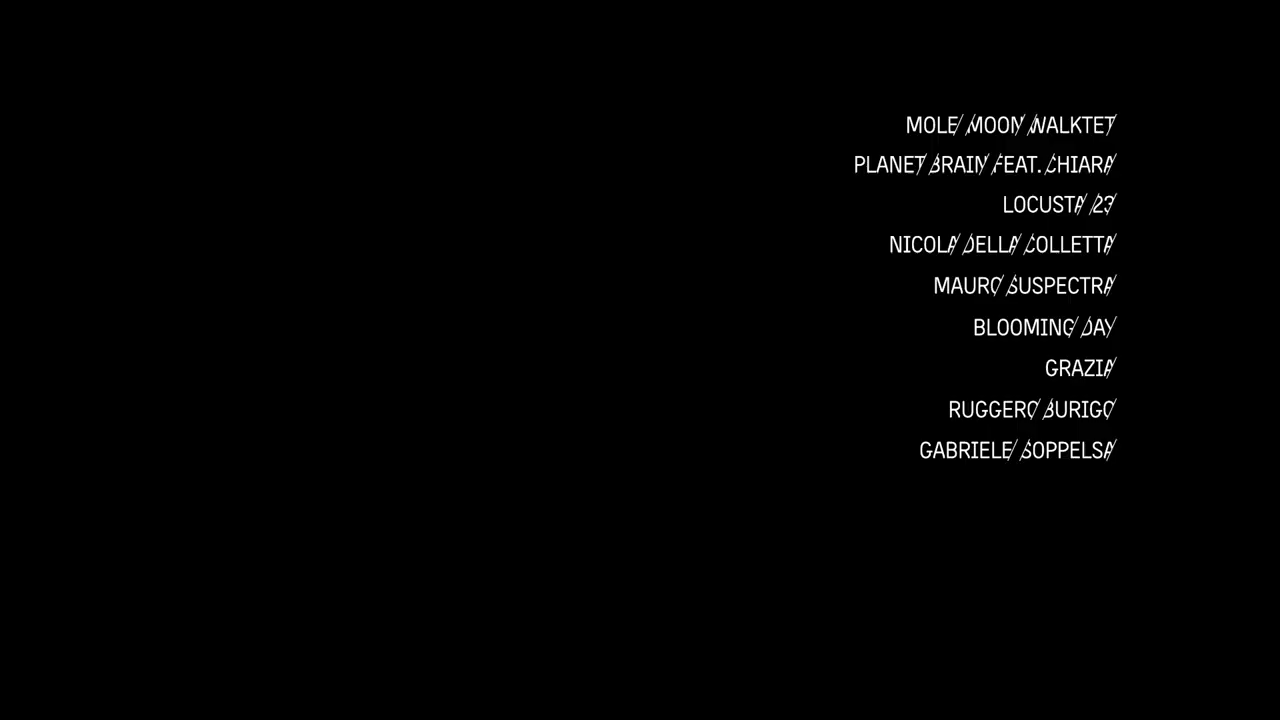 MOLE MOON WALKTET
PLANET BRAIN FEAT. CHIARA
LOCUSTA 23
NICOLA DELLA COLLETTA
MAURO SUSPECTRA
BLOOMING DAY
GRAZIA
RUGGERO BURIGO
GABRIELE SOPPELSA